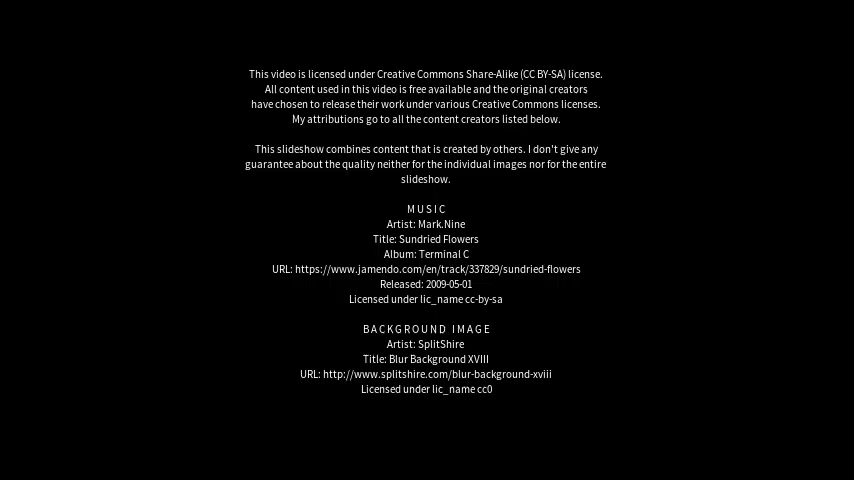 This video is licensed under Creative Commons Share-Alike (CC BY-SA) license.
All content used in this video is free available and the original creators
have chosen to release their work under various Creative Commons licenses.
My attributions go to all the content creators listed below.
This slideshow combines content that is created by others. I don't give any
guarantee about the quality neither for the individual images nor for the entire
slideshow.
MUSIC
Artist: Mark.Nine
Title: Sundried Flowers
Album: Terminal C
URL: https://www.jamendo.com/en/track/337829/sundried-flowers
Released: 2009-05-01
Licensed under lic_name cc-by-sa
BACKGROUND IMAGE
Artist: SplitShire
Title: Blur Background XVIII
URL: http://www.splitshire.com/blur-background-xviii
Licensed under lic_name cc0